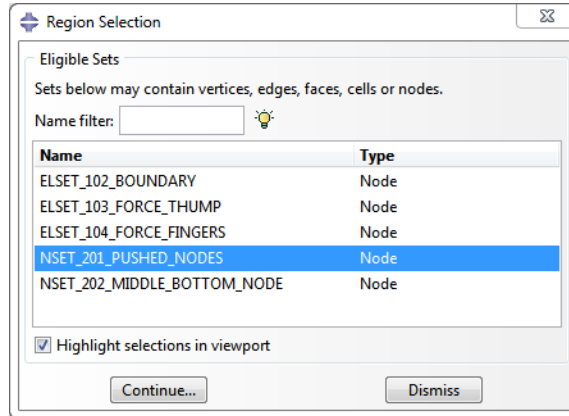 Region Selection
Eligible Sets
Sets below may contain vertices, edges, faces, cells or nodes.
Name filter:
Name Type
ELSET_102_BOUNDARY Node
ELSET_103_FORCE_THUMP Node
ELSET_104_FORCE_FINGERS Node
NSET_201_PUSHED_NODES Node
NSET_202_MIDDLE_BOTTOM_NODE Node
Highlight selections in viewport
Continue... Dismiss